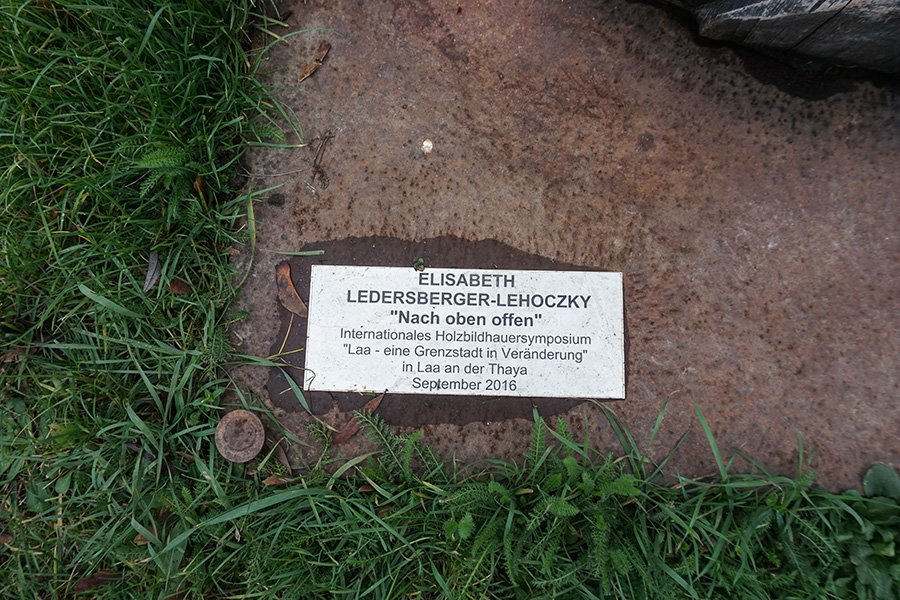 ELISABETH
LEDERSBERGER-LEHOCZKY
"Nach oben offen"
Internationales Holzbildhauersymposium
"Laa - eine Grenzstadt in Veränderung"
in Laa an der Thaya
September 2016